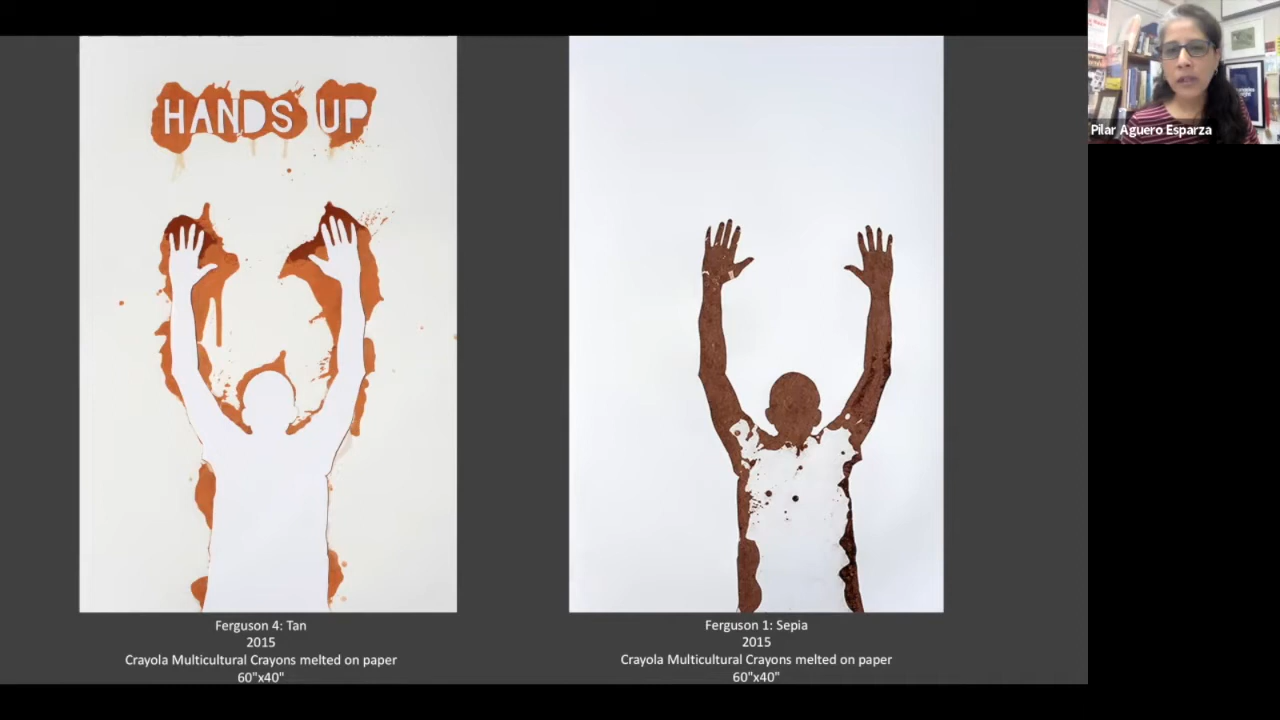 HANDS UP
Ferguson 4: Tan
2015
Crayola Multicultural Crayons melted on paper
60"x40"
Ferguson 1: Sepia
2015
Crayola Multicultural Crayons melted on paper
60"x40"
Pilar Aguero Esparza